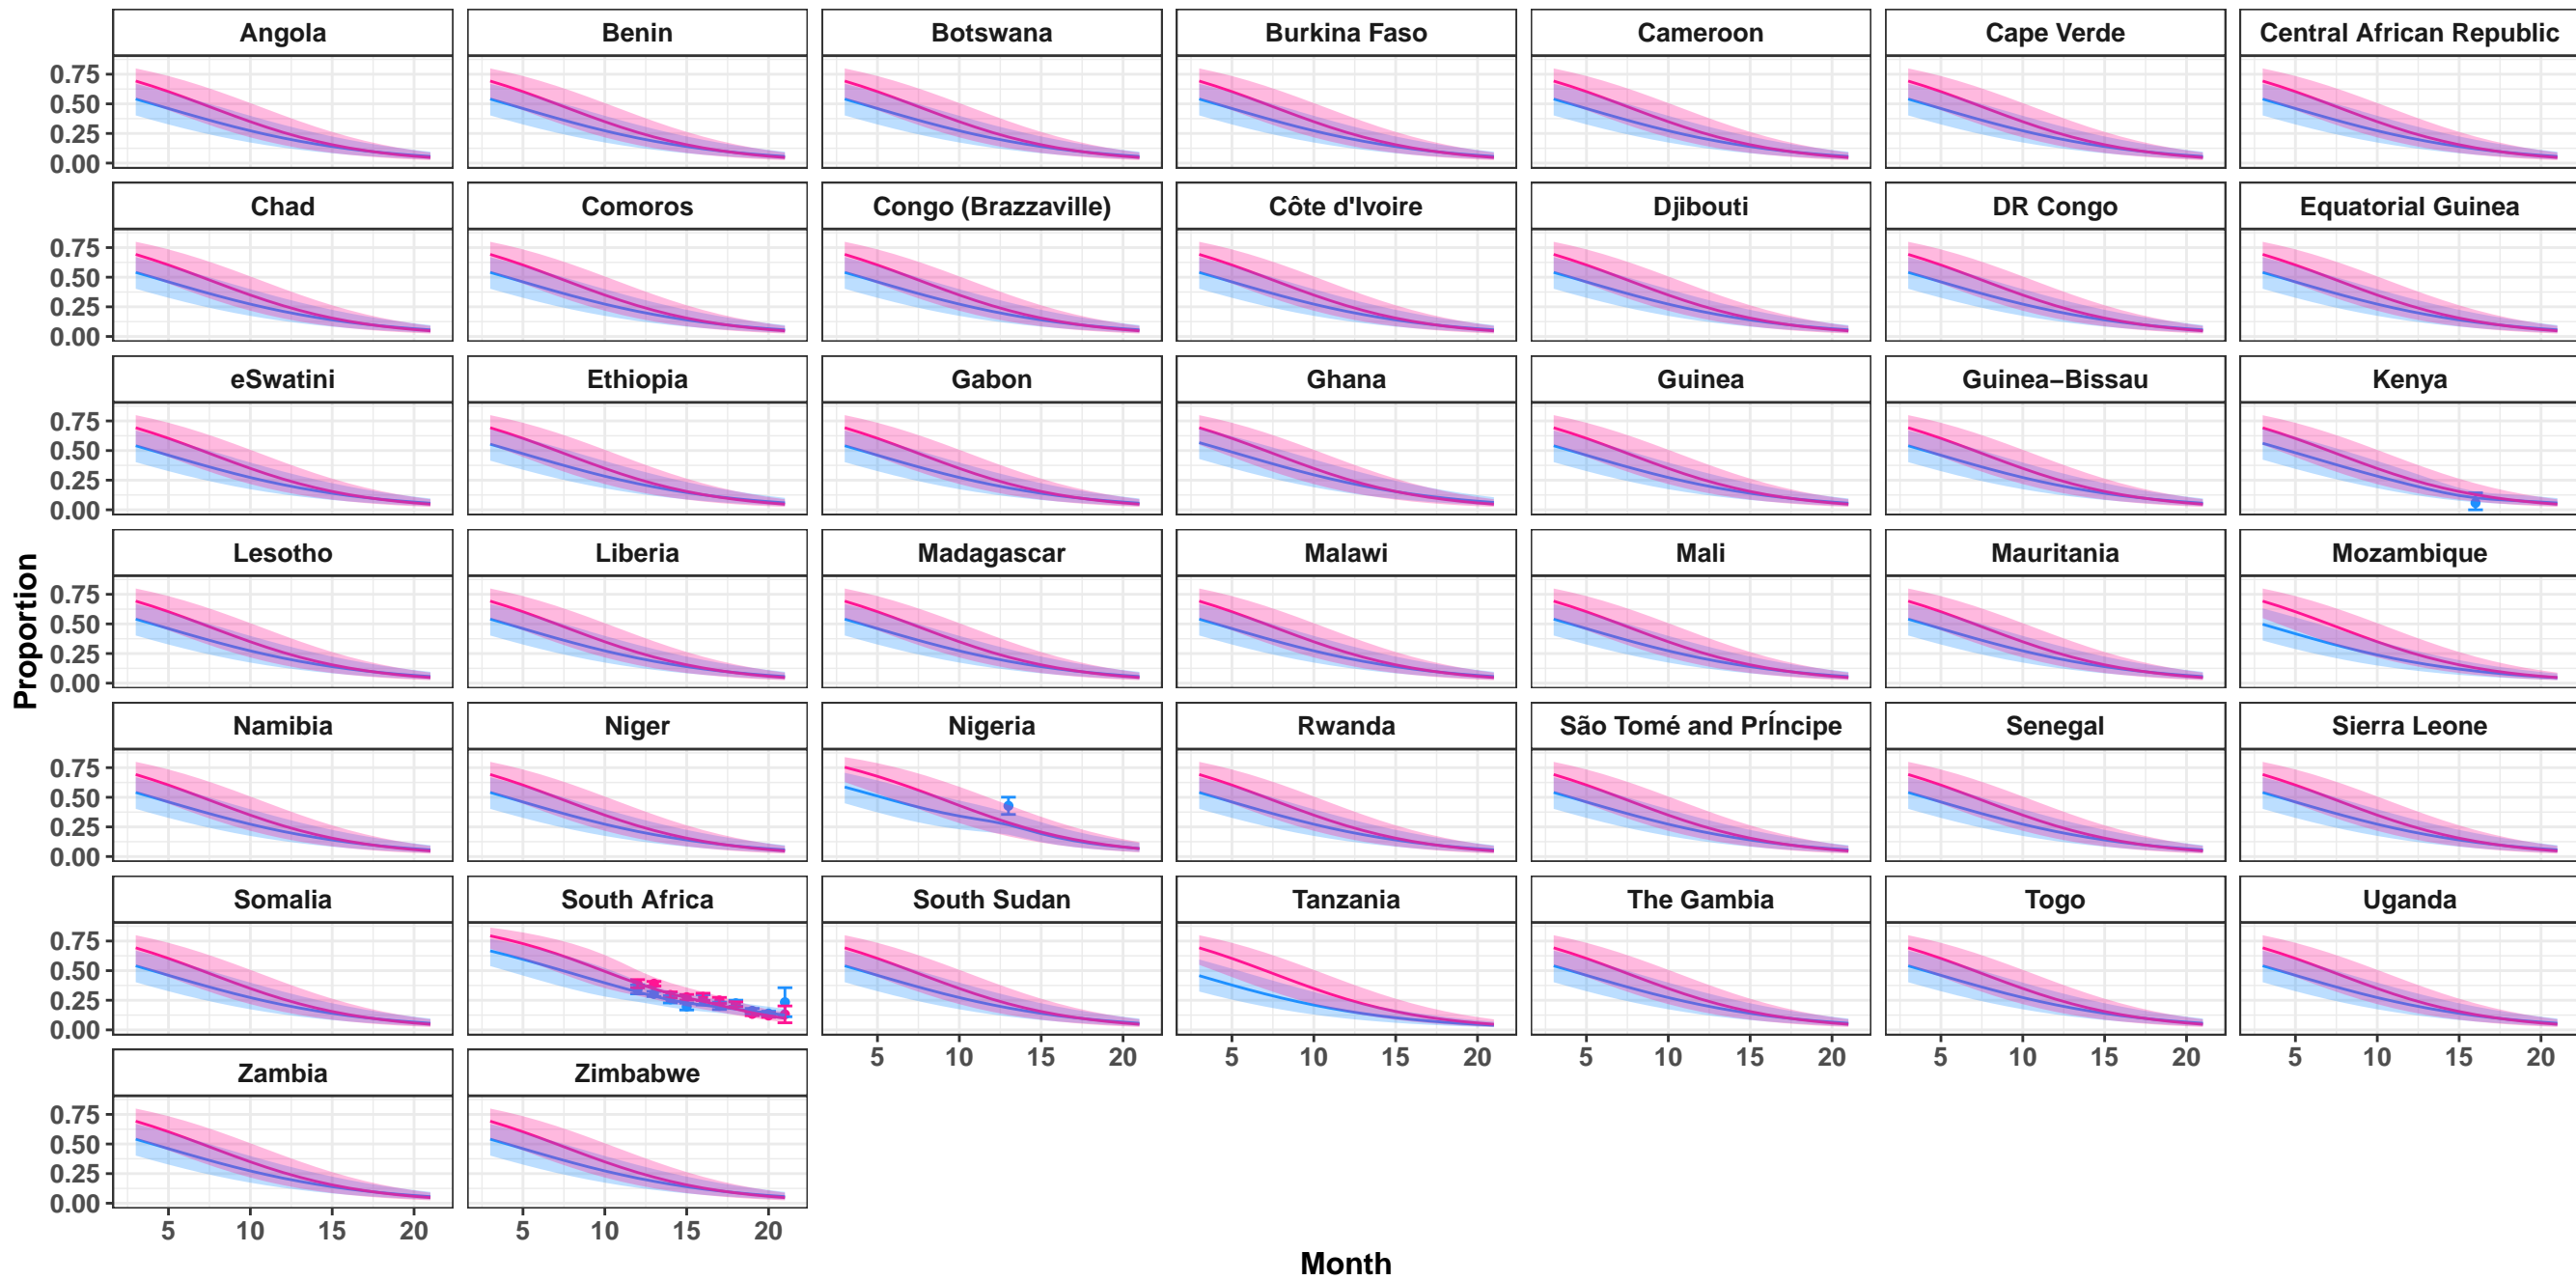 Angola Benin Botswana Burkina Faso Cameroon Cape Verde Central African Republic
0.75
0.50
0.25
0.00
Chad Comoros Congo (Brazzaville) Côte d'Ivoire Djibouti DR Congo Equatorial Guinea
0.75
0.50
0.25
0.00
eSwatini Ethiopia Gabon Ghana Guinea Guinea−Bissau Kenya
0.75
0.50
0.25
0.00
Lesotho Liberia Madagascar Malawi Mali Mauritania Mozambique
0.75
0.50
0.25
0.00
Proportion
Namibia Niger Nigeria Rwanda São Tomé and PrÍncipe Senegal Sierra Leone
0.75
0.50
0.25
0.00
Somalia South Africa South Sudan Tanzania The Gambia Togo Uganda
0.75
0.50
0.25
0.00
5 10 15 20 5 10 15 20 5 10 15 20 5 10 15 20 5 10 15 20
Zambia Zimbabwe
0.75
0.50
0.25
0.00
5 10 15 20 5 10 15 20
Month